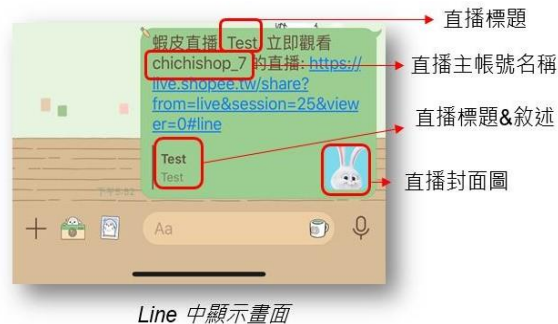 直播標題
蝦皮直播: Test, 立即觀看
chichishop_7 的直播: https://
live.shopee.tw/share?
from=live&session=25&view
er=0#line
直播主帳號名稱
直播標題&敘述
Test
Test
直播封面圖
Aa
Line 中顯示畫面